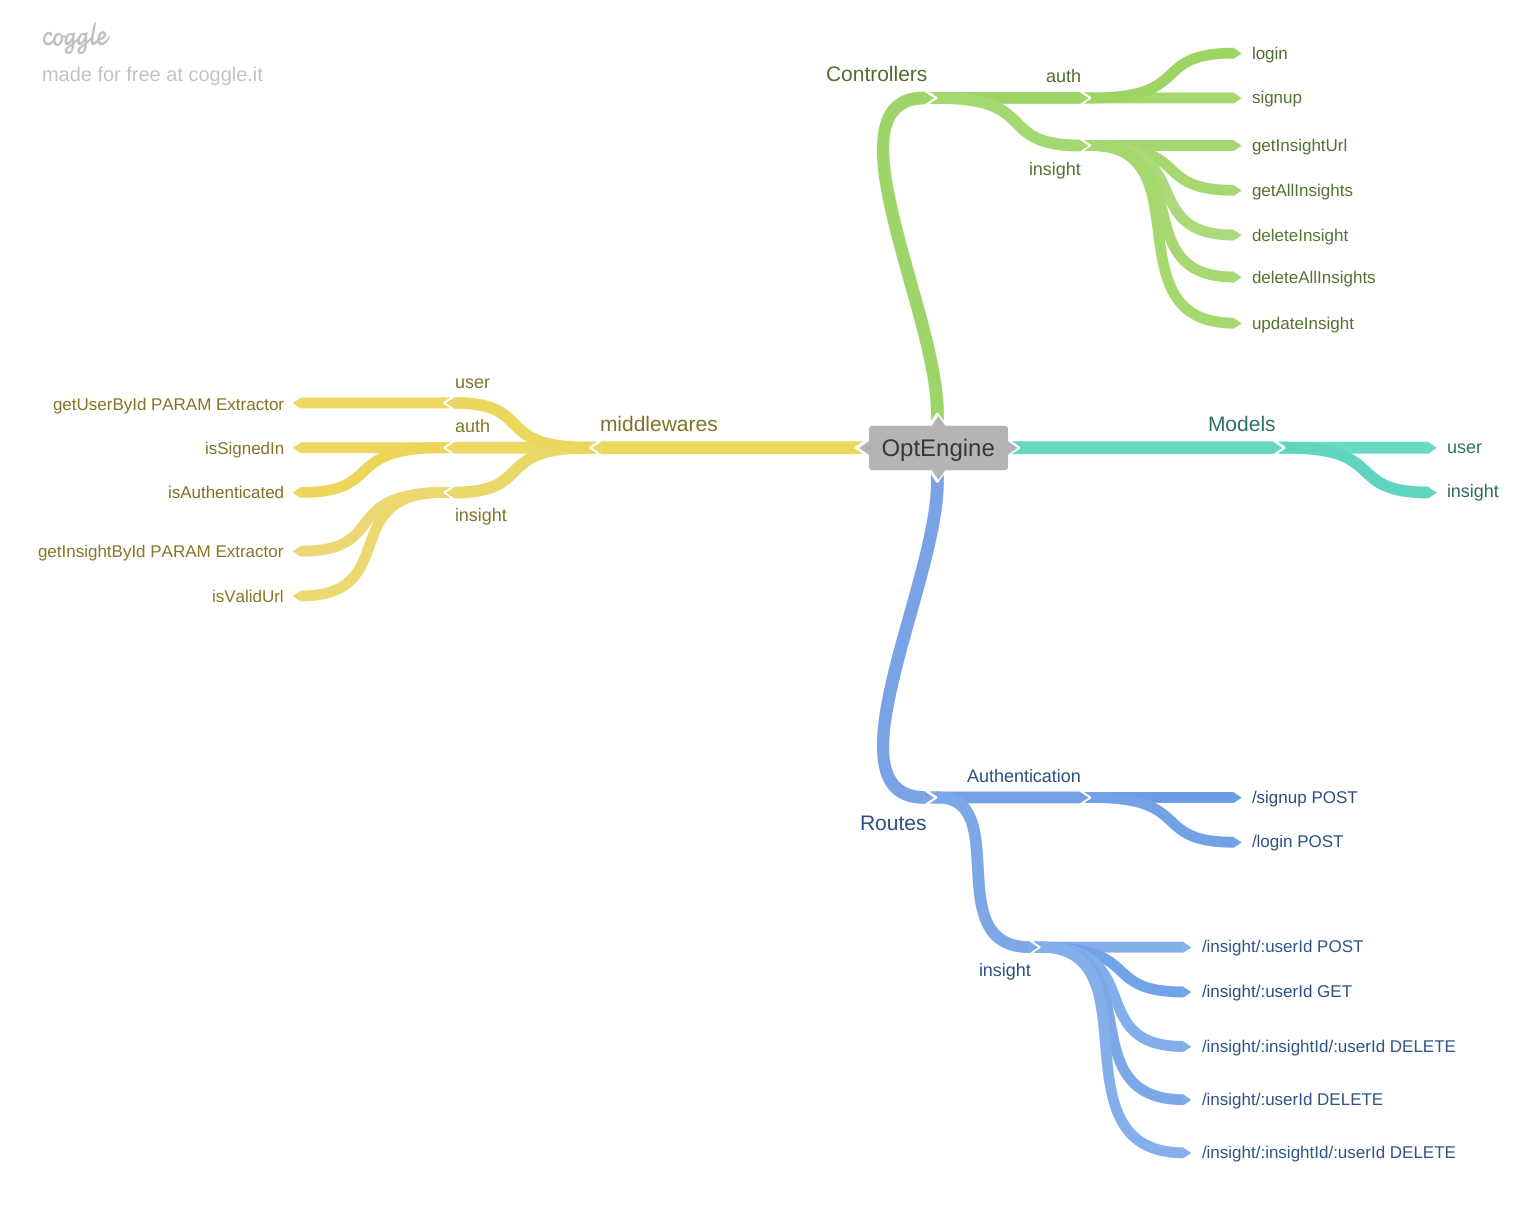 coggle
made for free at coggle.it
Controllers
auth
login
signup
insight
getInsightUrl
getAllInsights
deleteInsight
deleteAllInsights
updateInsight
OptEngine
middlewares
user
getUserById PARAM Extractor
auth
isSignedIn
isAuthenticated
insight
getInsightById PARAM Extractor
isValidUrl
Models
user
insight
Routes
Authentication
/signup POST
/login POST
insight
/insight/:userId POST
/insight/:userId GET
/insight/:insightId/:userId DELETE
/insight/:userId DELETE
/insight/:insightId/:userId DELETE